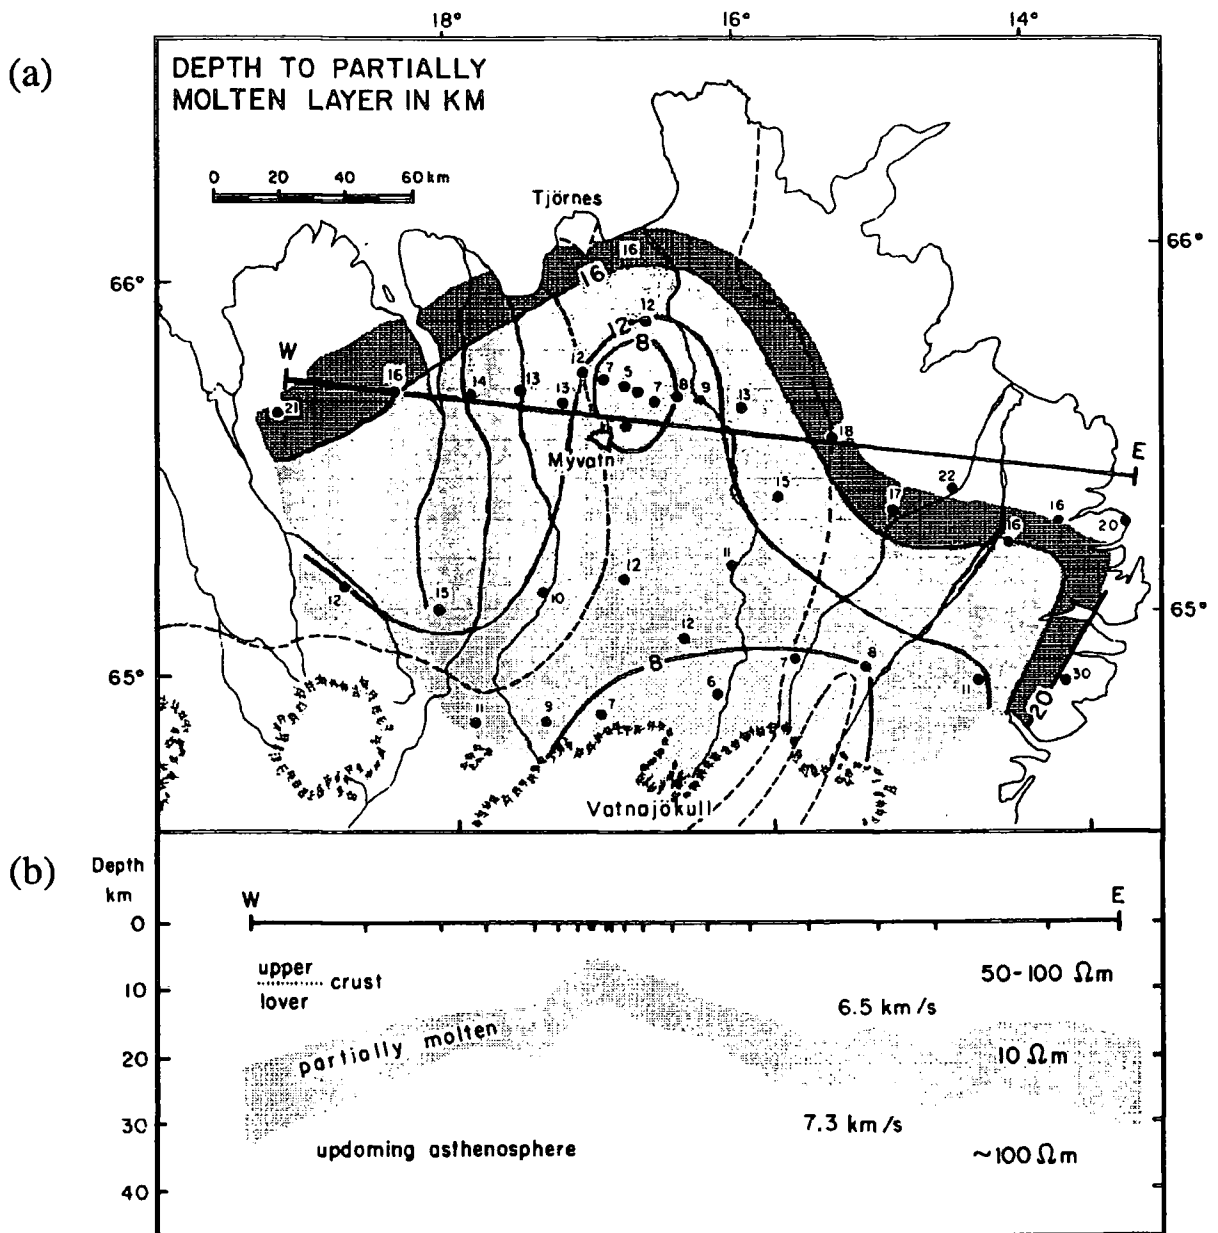 18° 16° 14°
(a)
DEPTH TO PARTIALLY
MOLTEN LAYER IN KM
0 20 40 60 km
Tjörnes
66°
66°
16
16
12
12
8
W
16
14
13
12
13
7
5
7
8
9
13
21
18
E
Myvatn
15
22
17
16
20
16
12
15
10
12
11
65°
12
8
7
8
65°
6
11
30
11
9
7
20
Vatnajökull
(b)
Depth
km
W E
0
upper
crust
lover
50-100 Ωm
10
6.5 km/s
partially molten
20
10 Ωm
30
7.3 km/s
updoming asthenosphere
~100 Ωm
40